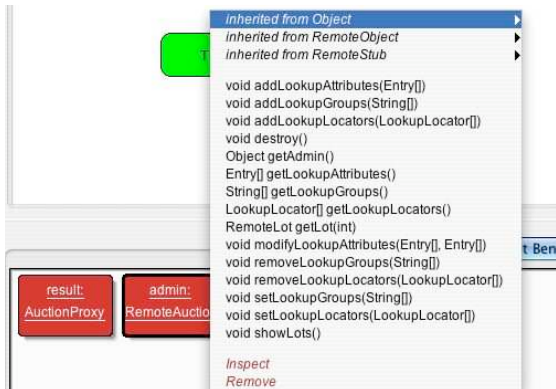 inherited from Object
inherited from RemoteObject
inherited from RemoteStub
T
void addLookupAttributes(Entry[])
void addLookupGroups(String[])
void addLookupLocators(LookupLocator[])
void destroy()
Object getAdmin()
Entry[] getLookupAttributes()
String[] getLookupGroups()
LookupLocator[] getLookupLocators()
RemoteLot getLot(int)
void modifyLookupAttributes(Entry[], Entry[])
void removeLookupGroups(String[])
void removeLookupLocators(LookupLocator[])
void setLookupGroups(String[])
void setLookupLocators(LookupLocator[])
void showLots()
t Ben
result:
AuctionProxy
admin:
RemoteAuctio
Inspect
Remove